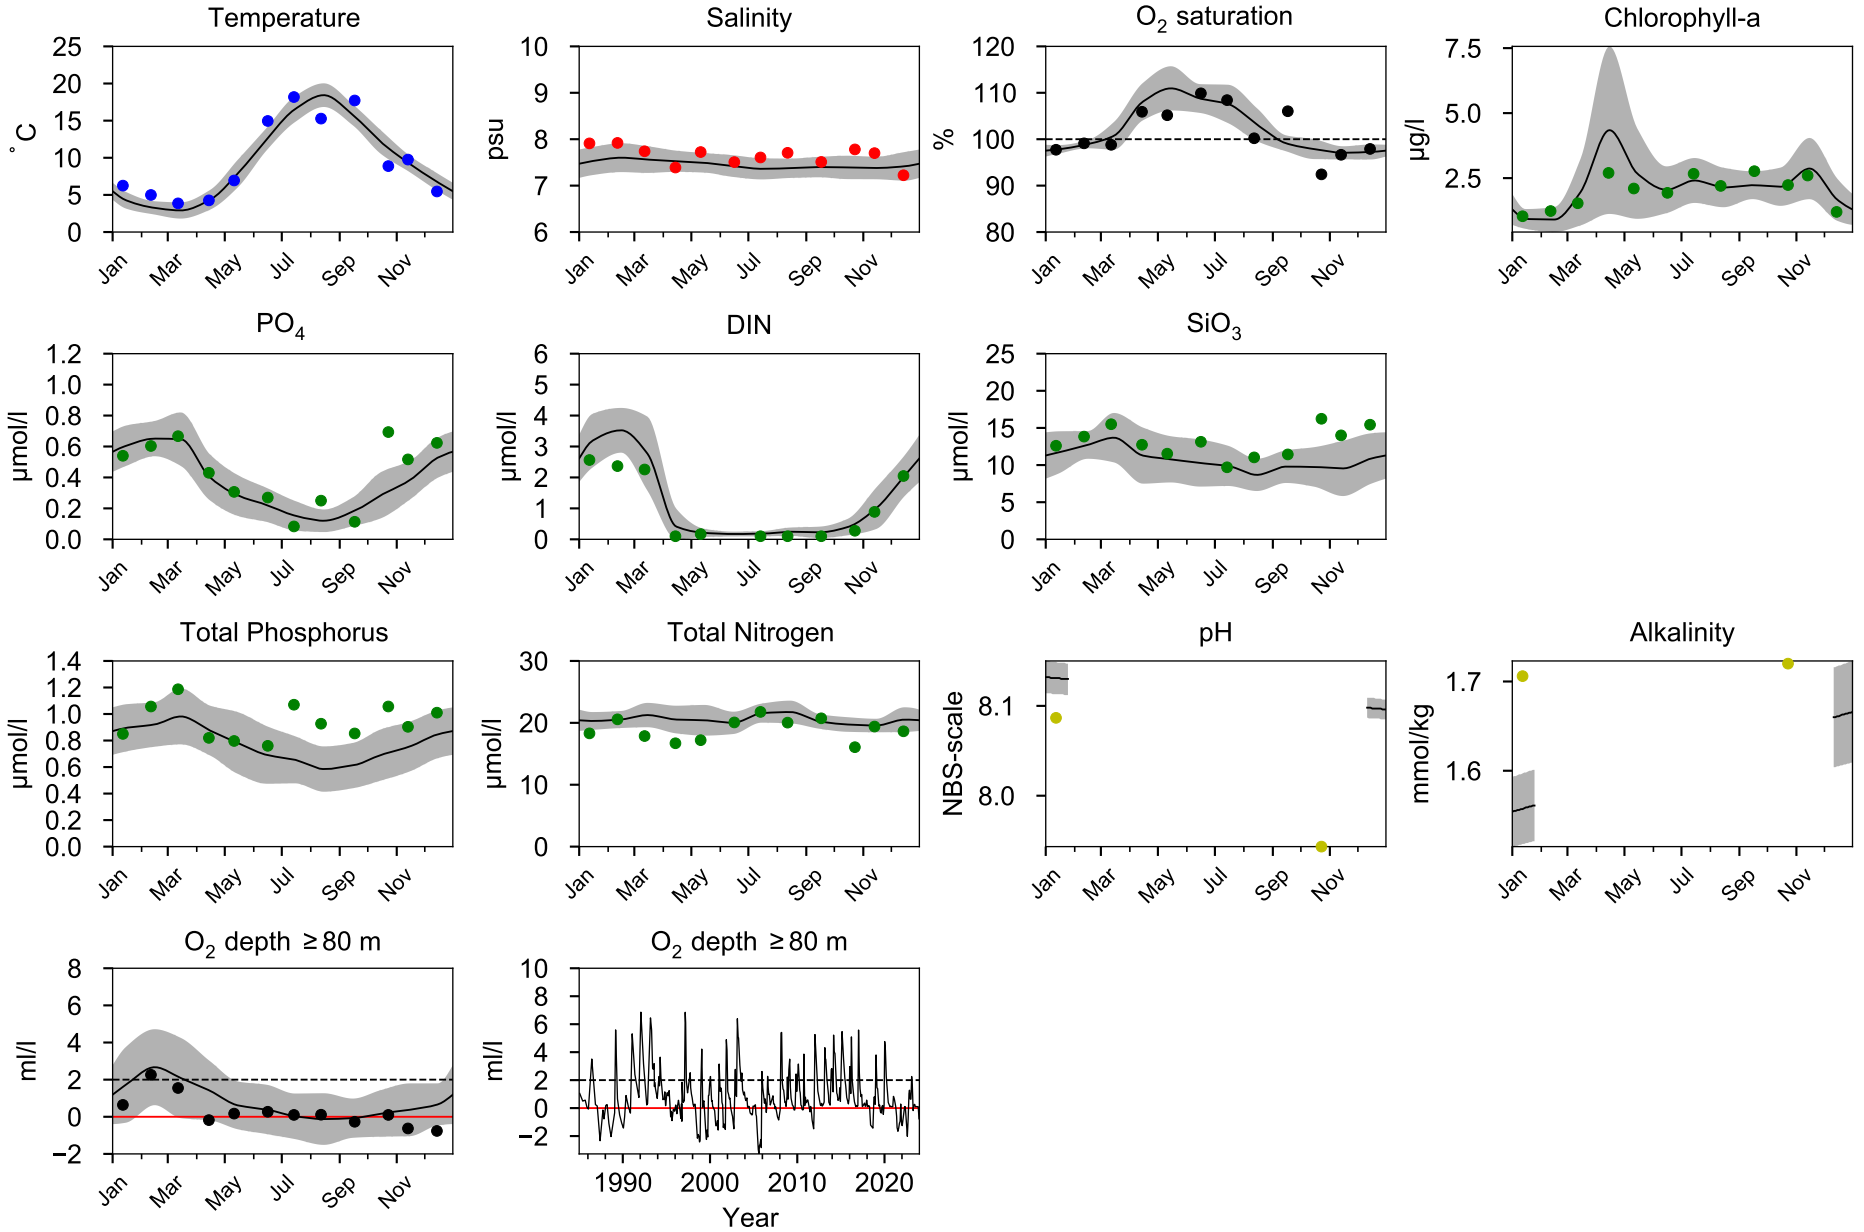 Temperature
Salinity
O₂ saturation
Chlorophyll-a
25
20
15
10
5
0
°C
Jan
Mar
May
Jul
Sep
Nov
10
9
8
7
6
psu
Jan
Mar
May
Jul
Sep
Nov
120
110
100
90
80
%
Jan
Mar
May
Jul
Sep
Nov
7.5
5.0
2.5
µg/l
Jan
Mar
May
Jul
Sep
Nov
PO₄
DIN
SiO₃
1.2
1.0
0.8
0.6
0.4
0.2
0.0
µmol/l
Jan
Mar
May
Jul
Sep
Nov
6
5
4
3
2
1
0
µmol/l
Jan
Mar
May
Jul
Sep
Nov
25
20
15
10
5
0
µmol/l
Jan
Mar
May
Jul
Sep
Nov
Total Phosphorus
Total Nitrogen
pH
Alkalinity
1.4
1.2
1.0
0.8
0.6
0.4
0.2
0.0
µmol/l
Jan
Mar
May
Jul
Sep
Nov
30
20
10
0
µmol/l
Jan
Mar
May
Jul
Sep
Nov
8.1
8.0
NBS-scale
Jan
Mar
May
Jul
Sep
Nov
1.7
1.6
mmol/kg
Jan
Mar
May
Jul
Sep
Nov
O₂ depth ≥ 80 m
O₂ depth ≥ 80 m
8
6
4
2
0
−2
ml/l
Jan
Mar
May
Jul
Sep
Nov
10
8
6
4
2
0
−2
ml/l
1990
2000
2010
2020
Year